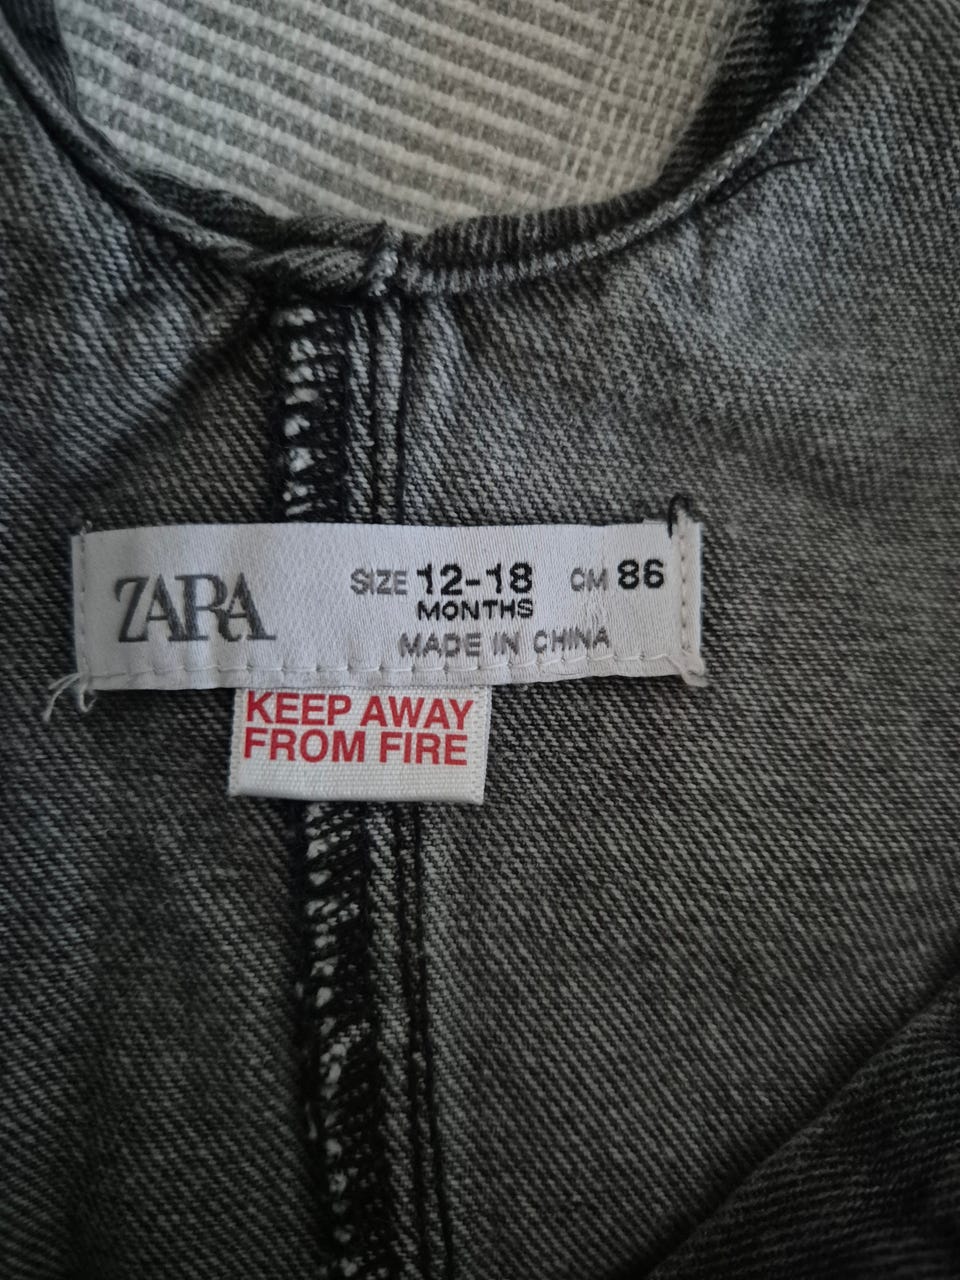 ZARA
SIZE 12-18 CM 86
MONTHS
MADE IN CHINA
KEEP AWAY
FROM FIRE